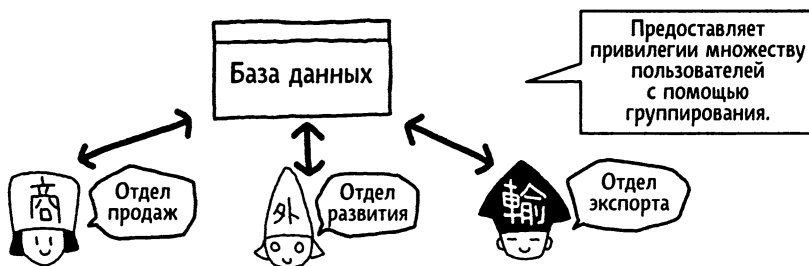 База данных
Предоставляет
привилегии множеству
пользователей
с помощью
группирования.
商
Отдел
продаж
外
Отдел
развития
輸
Отдел
экспорта